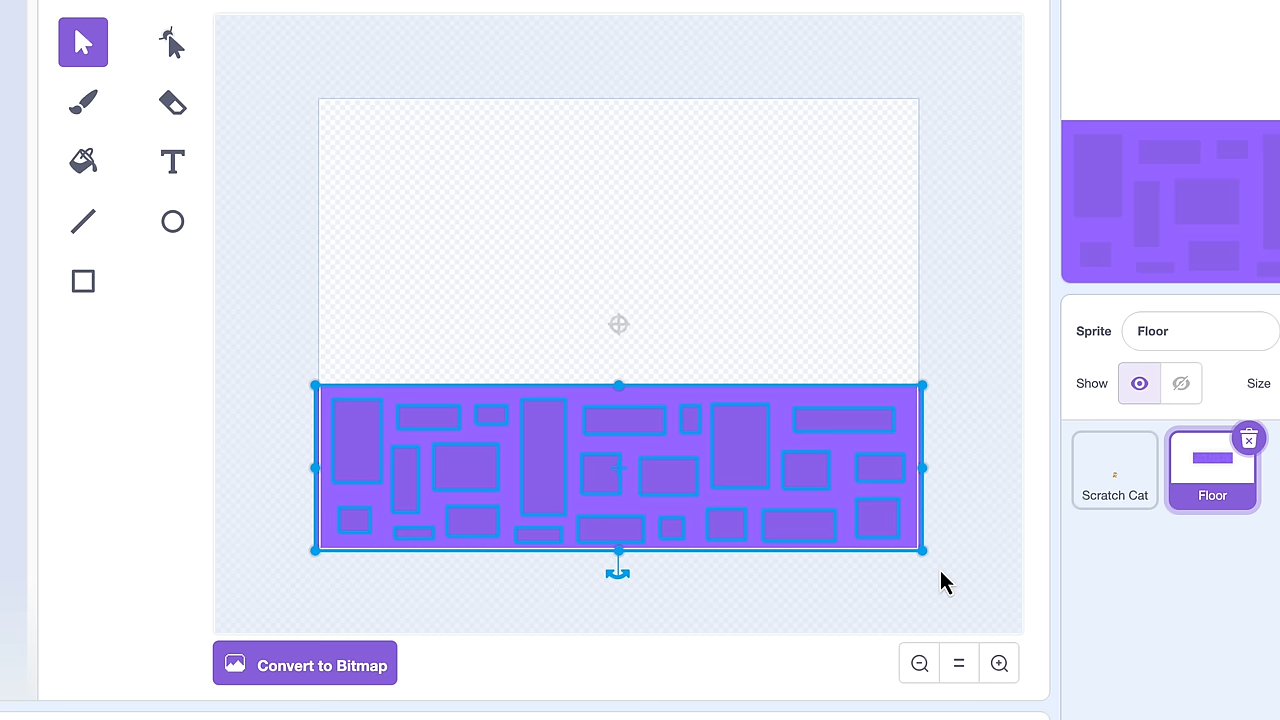 Sprite
Floor
Show
Size
Scratch Cat
Floor
Convert to Bitmap